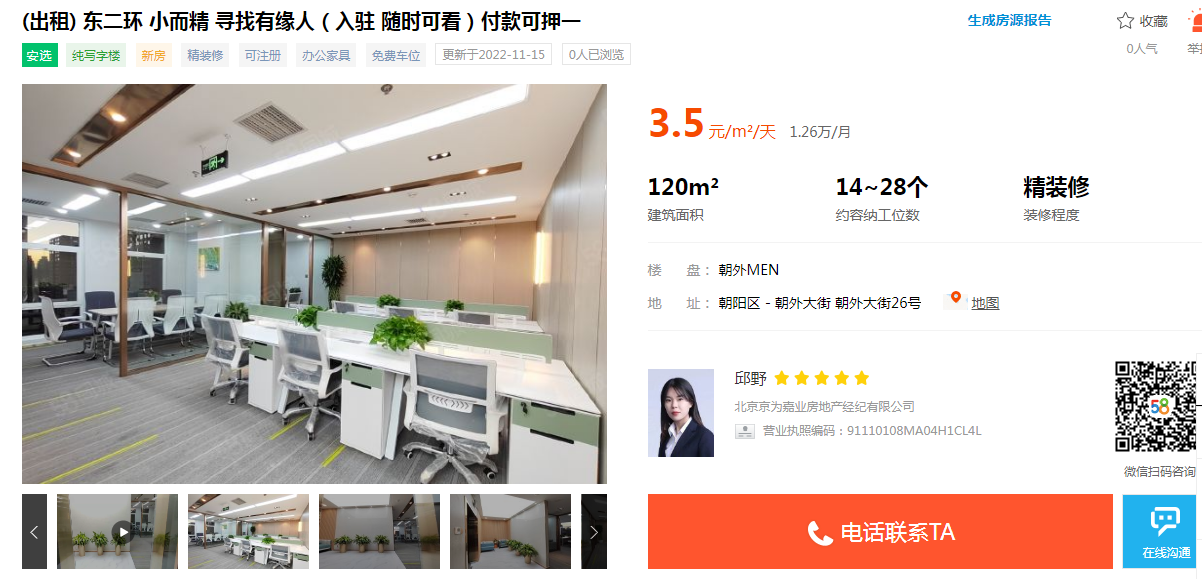 (出租) 东二环 小而精 寻找有缘人（入驻 随时可看）付款可押一
生成房源报告
收藏
安选 纯写字楼 新房 精装修 可注册 办公家具 免费车位 更新于2022-11-15 0人已浏览
0人气
3.5 元/m²/天 1.26万/月
120m² 14~28个 精装修
建筑面积 约容纳工位数 装修程度
楼 盘： 朝外MEN
地 址： 朝阳区 - 朝外大街 朝外大街26号 地图
邱野
北京京为嘉业房地产经纪有限公司
营业执照编码：91110108MA04H1CL4L
58
微信扫码咨询
电话联系TA
在线沟通